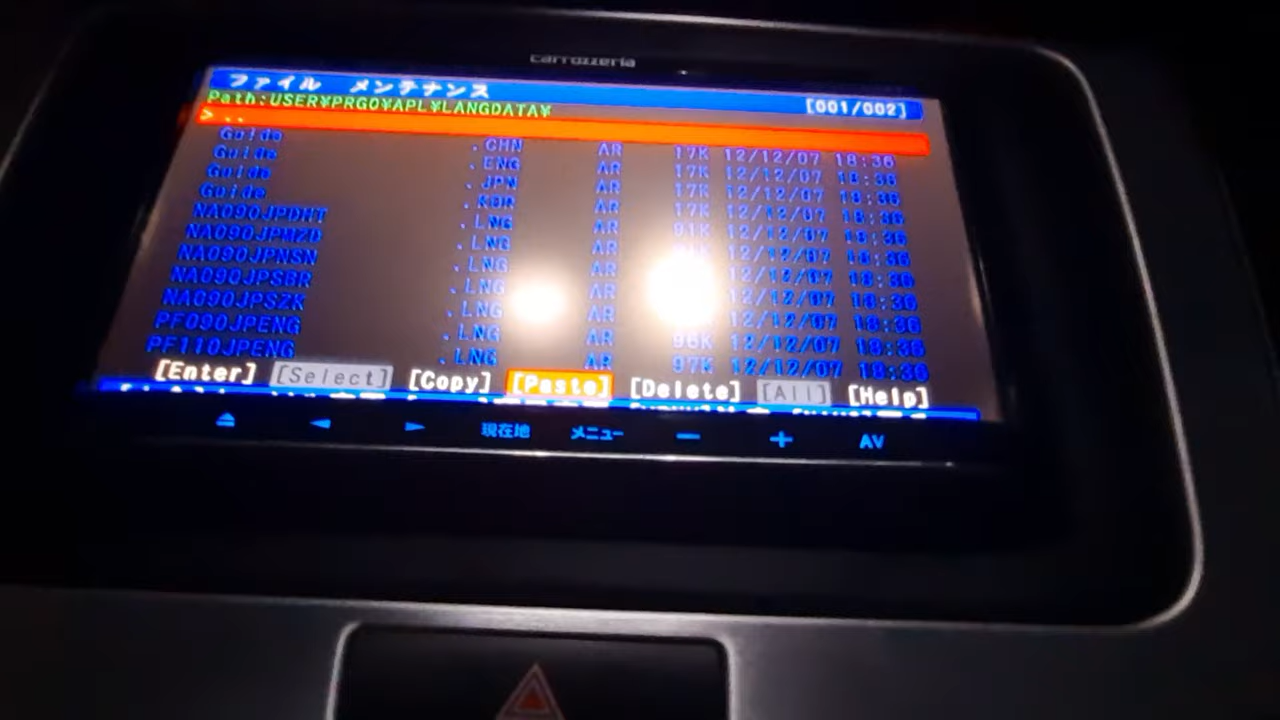 carrozzeria
ファイル メンテナンス [001/002]
Path:USER¥PRG0¥APL¥LANGDATA¥
> ..
Guide .CHN AR 17K 12/12/07 18:36
Guide .ENG AR 17K 12/12/07 18:36
Guide .JPN AR 17K 12/12/07 18:36
Guide .KOR AR 17K 12/12/07 18:36
NA090JPDHT .LNG AR 91K 12/12/07 18:36
NA090JPMZD .LNG AR 12/12/07 18:36
NA090JPNSN .LNG AR 12/12/07 18:36
NA090JPSBR .LNG AR 12/12/07 18:36
NA090JPSZK .LNG AR 12/12/07 18:36
PF090JPENG .LNG AR 96K 12/12/07 18:36
PF110JPENG .LNG AR 97K 12/12/07 18:36
[Enter] [Select] [Copy] [Paste] [Delete] [All] [Help]
現在地 メニュー − + AV